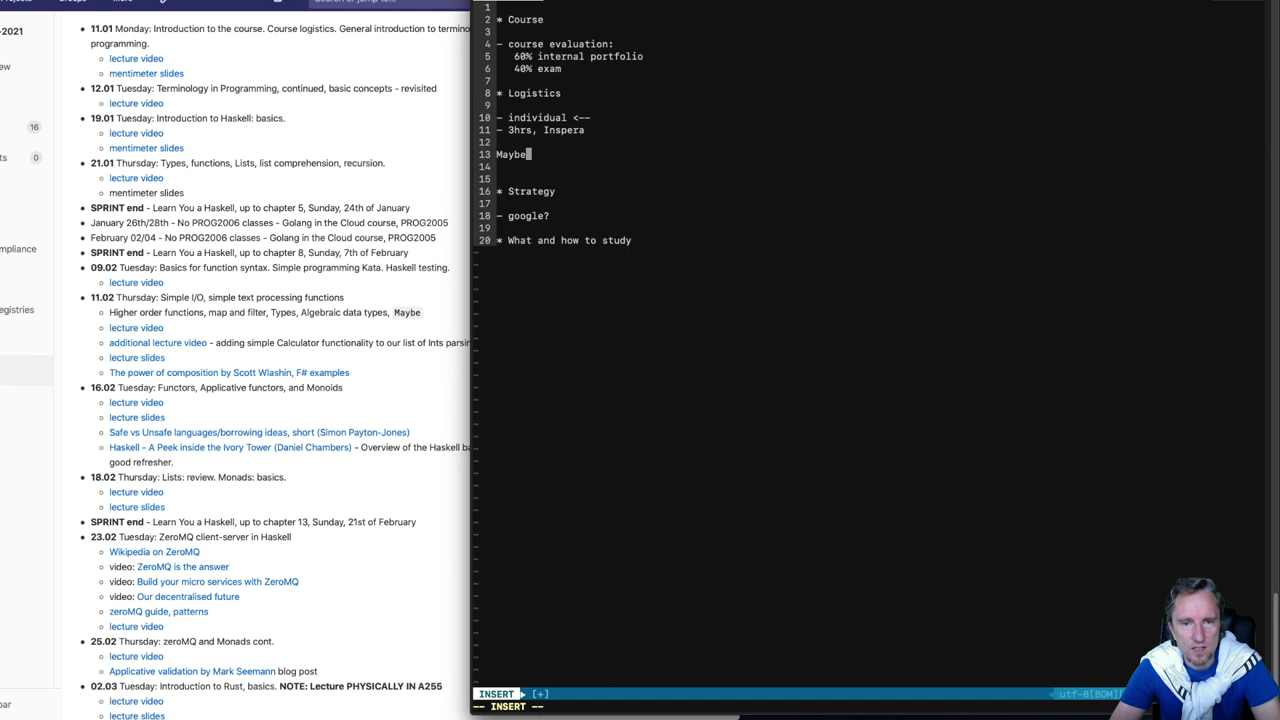 -2021
ew
16
ts
0
mpliance
egistries
bar
11.01 Monday: Introduction to the course. Course logistics. General introduction to termino
programming.
lecture video
mentimeter slides
12.01 Tuesday: Terminology in Programming, continued, basic concepts - revisited
lecture video
19.01 Tuesday: Introduction to Haskell: basics.
lecture video
mentimeter slides
21.01 Thursday: Types, functions, Lists, list comprehension, recursion.
lecture video
mentimeter slides
SPRINT end - Learn You a Haskell, up to chapter 5, Sunday, 24th of January
January 26th/28th - No PROG2006 classes - Golang in the Cloud course, PROG2005
February 02/04 - No PROG2006 classes - Golang in the Cloud course, PROG2005
SPRINT end - Learn You a Haskell, up to chapter 8, Sunday, 7th of February
09.02 Tuesday: Basics for function syntax. Simple programming Kata. Haskell testing.
lecture video
11.02 Thursday: Simple I/O, simple text processing functions
Higher order functions, map and filter, Types, Algebraic data types, Maybe
lecture video
additional lecture video - adding simple Calculator functionality to our list of Ints parsin
lecture slides
The power of composition by Scott Wlashin, F# examples
16.02 Tuesday: Functors, Applicative functors, and Monoids
lecture video
lecture slides
Safe vs Unsafe languages/borrowing ideas, short (Simon Payton-Jones)
Haskell - A Peek inside the Ivory Tower (Daniel Chambers) - Overview of the Haskell ba
good refresher.
18.02 Thursday: Lists: review. Monads: basics.
lecture video
lecture slides
SPRINT end - Learn You a Haskell, up to chapter 13, Sunday, 21st of February
23.02 Tuesday: ZeroMQ client-server in Haskell
Wikipedia on ZeroMQ
video: ZeroMQ is the answer
video: Build your micro services with ZeroMQ
video: Our decentralised future
zeroMQ guide, patterns
lecture video
25.02 Thursday: zeroMQ and Monads cont.
lecture video
Applicative validation by Mark Seemann blog post
02.03 Tuesday: Introduction to Rust, basics. NOTE: Lecture PHYSICALLY IN A255
lecture video
lecture slides
1
2 * Course
3
4 - course evaluation:
5 60% internal portfolio
6 40% exam
7
8 * Logistics
9
10 - individual <--
11 - 3hrs, Inspera
12
13 Maybe
14
15
16 * Strategy
17
18 - google?
19
20 * What and how to study
INSERT [+] utf-8[BOM]
-- INSERT --